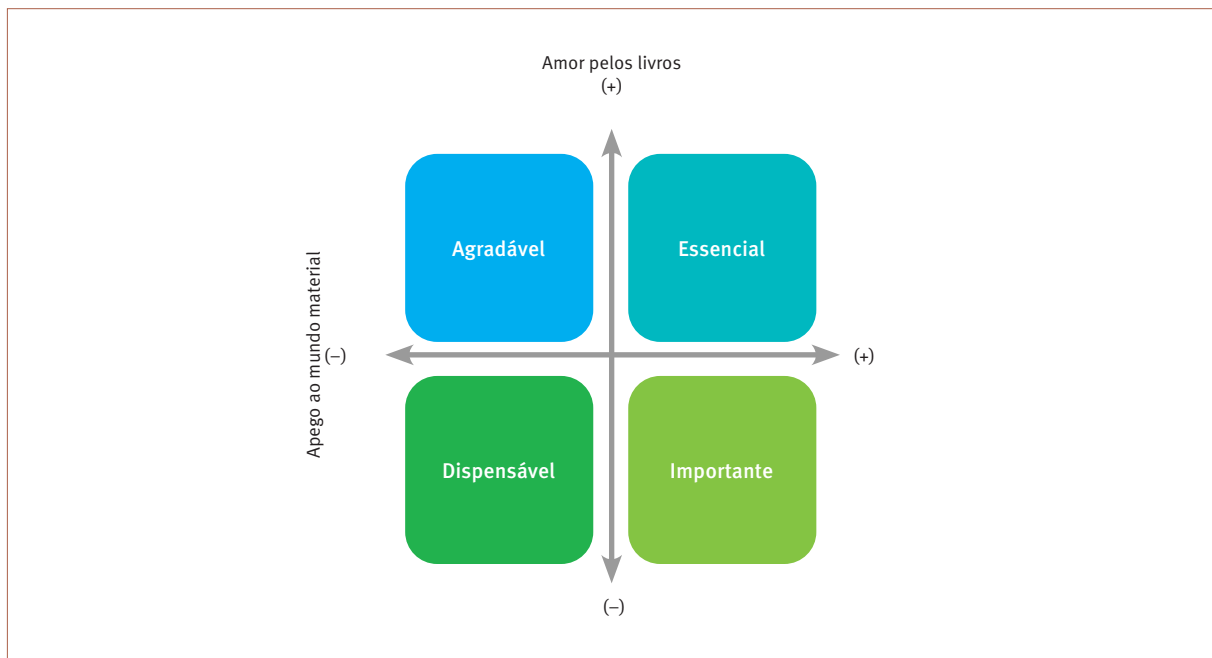 Amor pelos livros
(+)
Agradável
Essencial
Apego ao mundo material
(–)
(+)
Dispensável
Importante
(–)